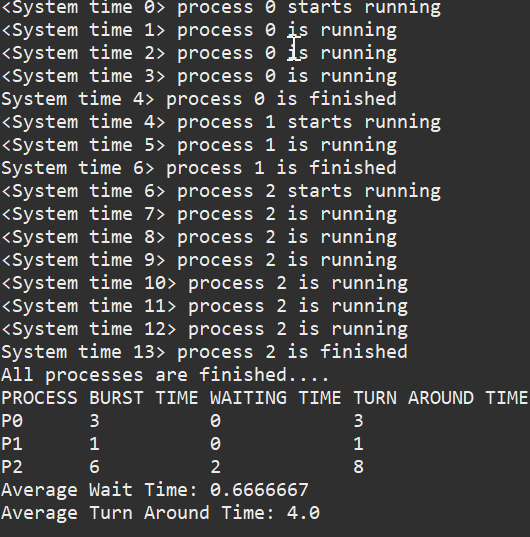 <System time 0> process 0 starts running
<System time 1> process 0 is running
<System time 2> process 0 is running
<System time 3> process 0 is running
System time 4> process 0 is finished
<System time 4> process 1 starts running
<System time 5> process 1 is running
System time 6> process 1 is finished
<System time 6> process 2 starts running
<System time 7> process 2 is running
<System time 8> process 2 is running
<System time 9> process 2 is running
<System time 10> process 2 is running
<System time 11> process 2 is running
<System time 12> process 2 is running
System time 13> process 2 is finished
All processes are finished....
PROCESS BURST TIME WAITING TIME TURN AROUND TIME
P0 3 0 3
P1 1 0 1
P2 6 2 8
Average Wait Time: 0.6666667
Average Turn Around Time: 4.0